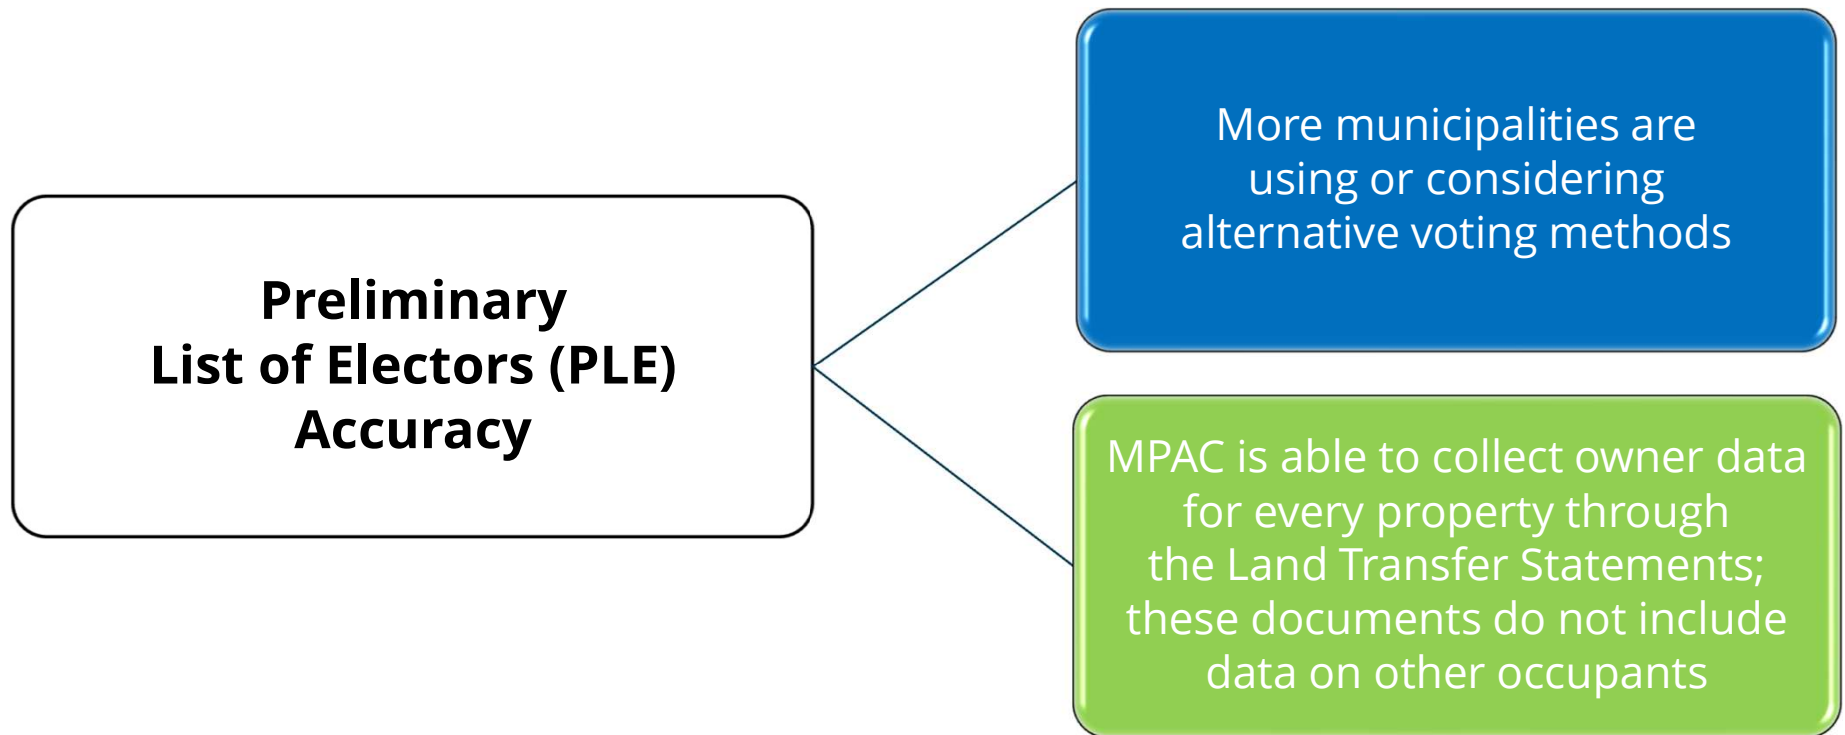 Preliminary
List of Electors (PLE)
Accuracy
More municipalities are
using or considering
alternative voting methods
MPAC is able to collect owner data
for every property through
the Land Transfer Statements;
these documents do not include
data on other occupants